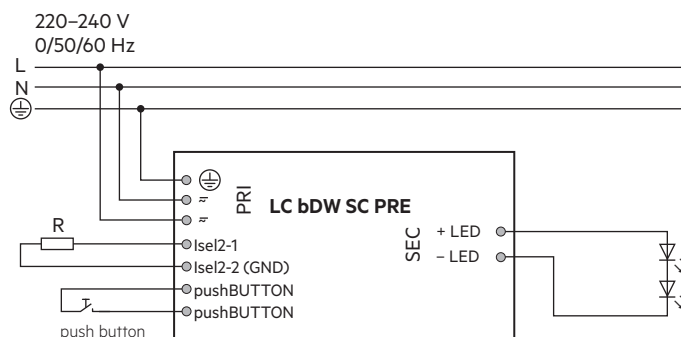 220–240 V
0/50/60 Hz
L
N
PRI
LC bDW SC PRE
R
Isel2-1
Isel2-2 (GND)
pushBUTTON
pushBUTTON
push button
SEC
+ LED
– LED